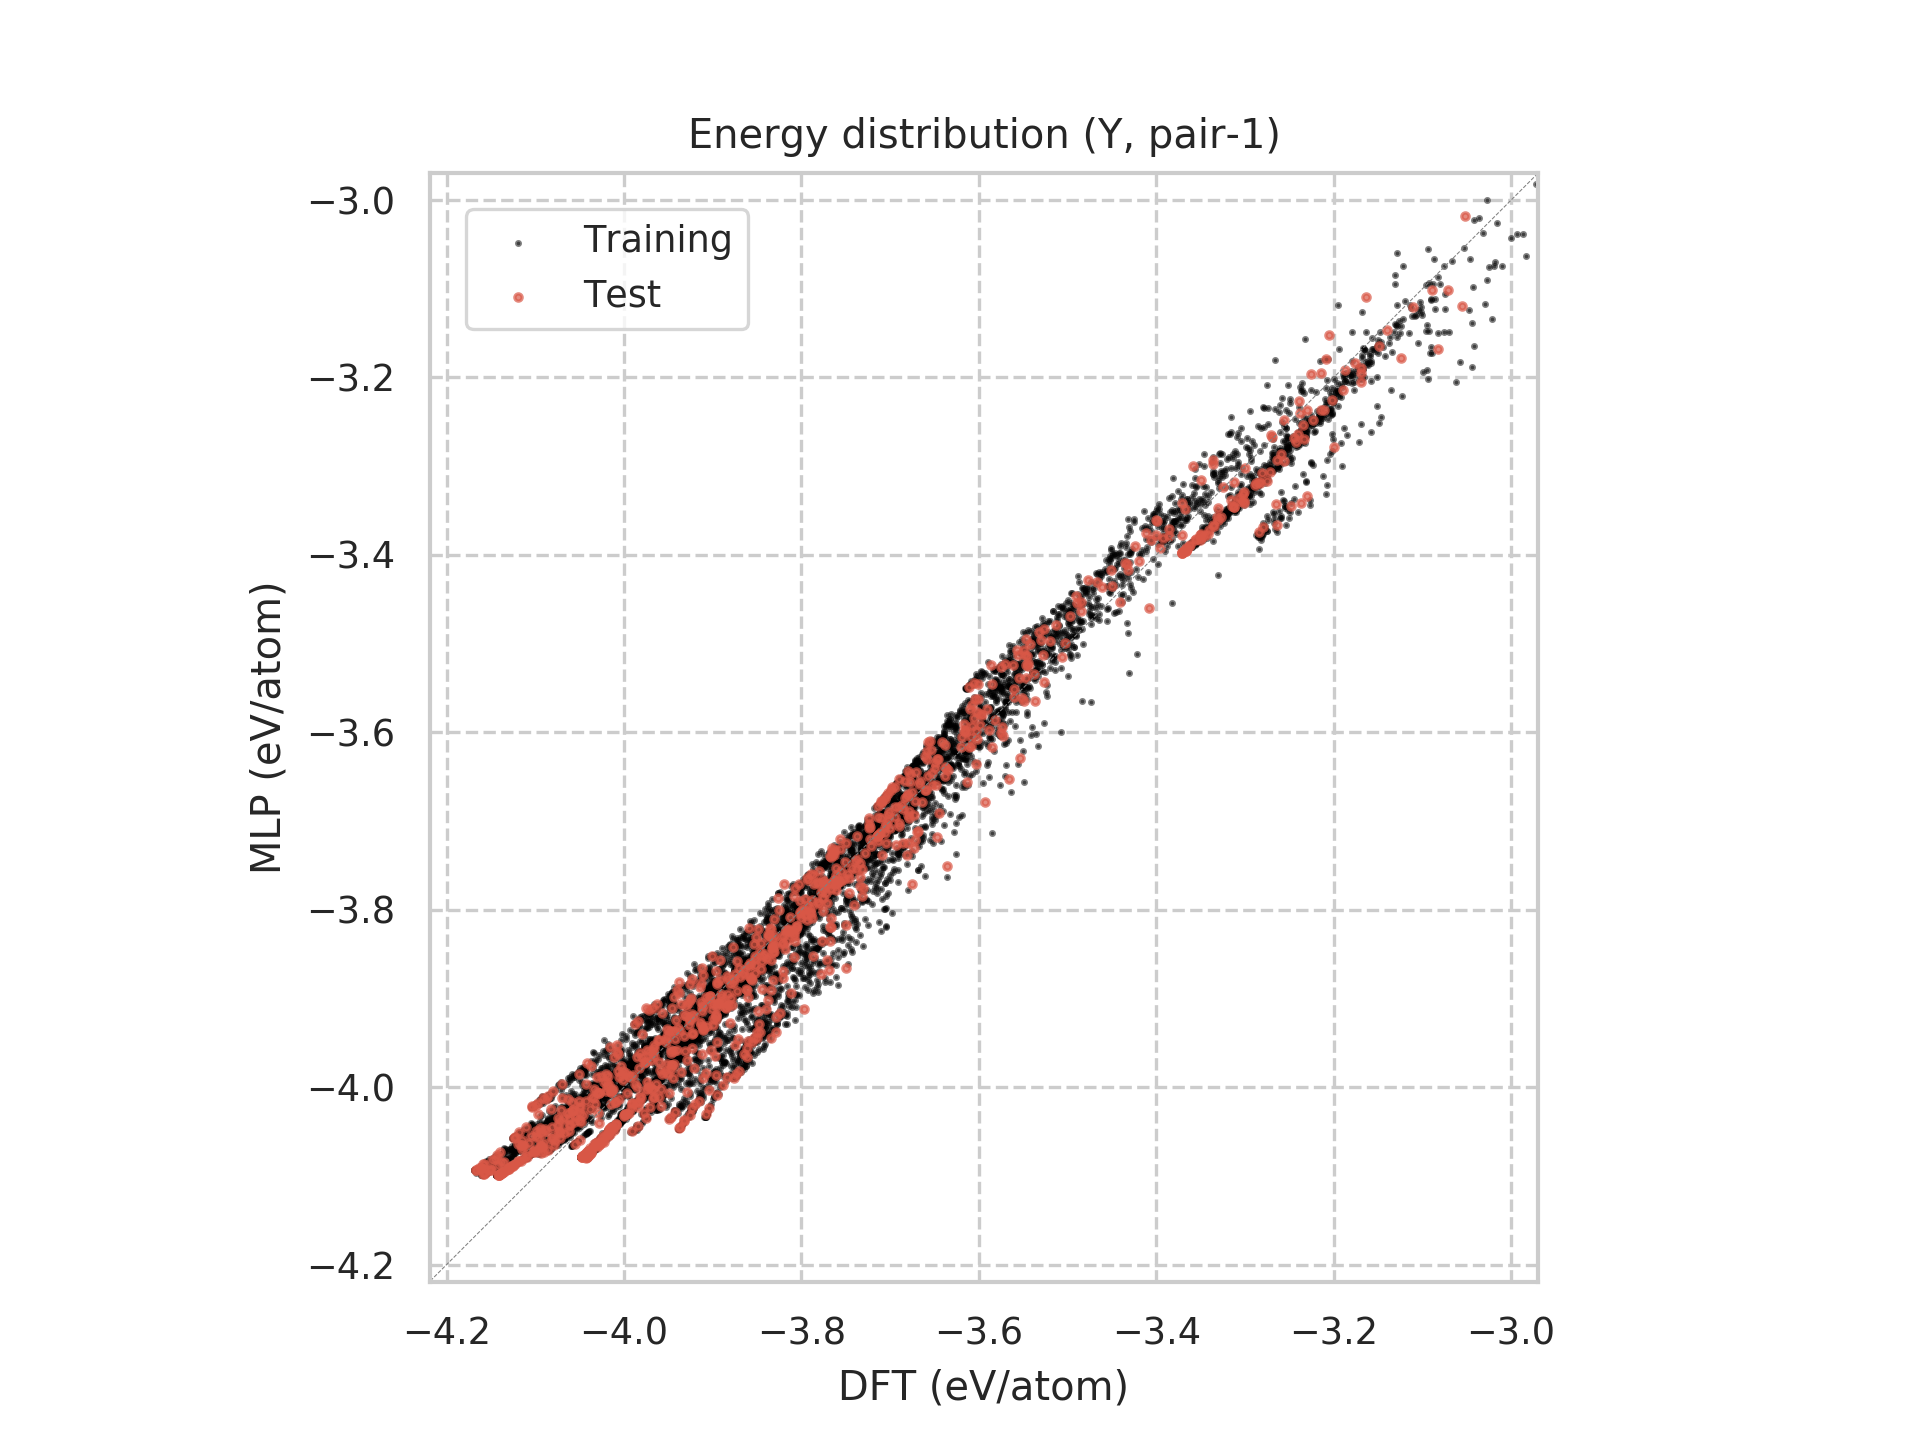 Energy distribution (Y, pair-1)
Training
Test
MLP (eV/atom)
−3.0
−3.2
−3.4
−3.6
−3.8
−4.0
−4.2
−4.2 −4.0 −3.8 −3.6 −3.4 −3.2 −3.0
DFT (eV/atom)